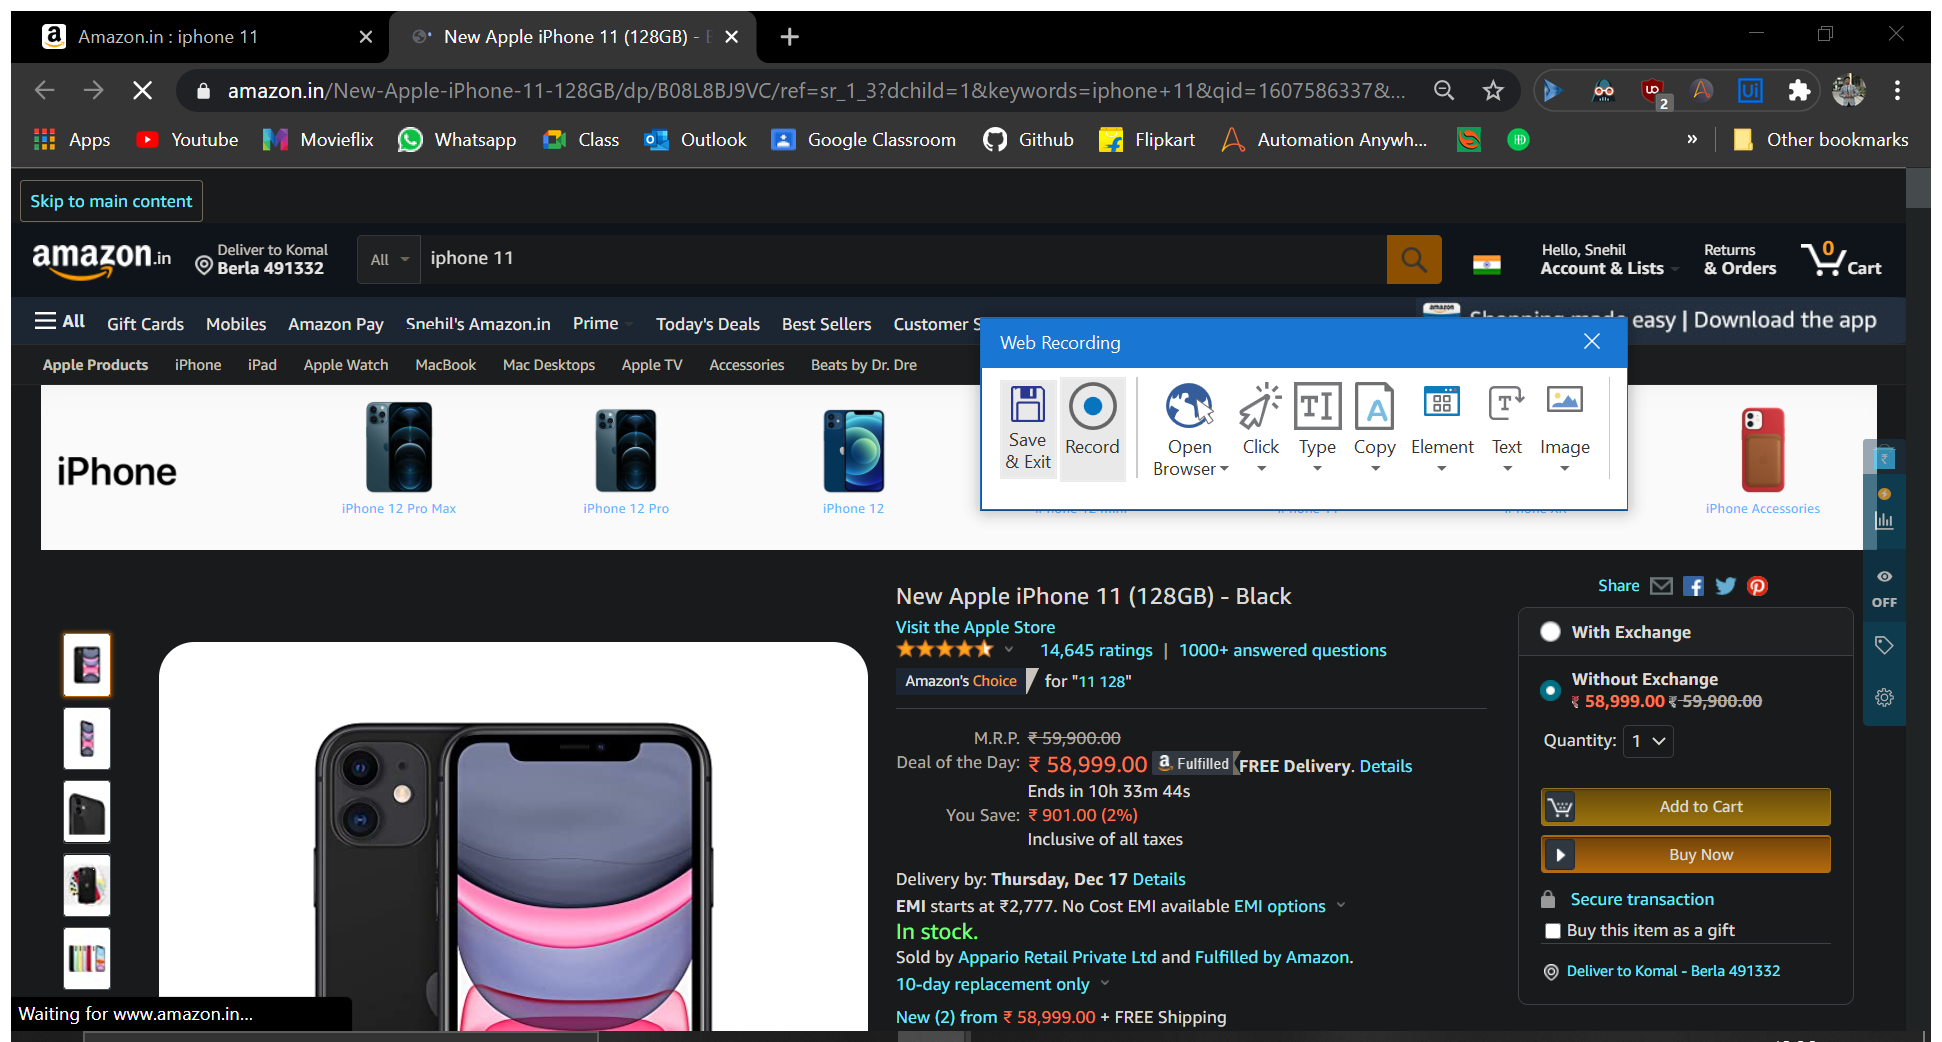 Amazon.in : iphone 11
New Apple iPhone 11 (128GB) -
amazon.in/New-Apple-iPhone-11-128GB/dp/B08L8BJ9VC/ref=sr_1_3?dchild=1&keywords=iphone+11&qid=1607586337&...
UD 2
Ui
Apps Youtube Movieflix Whatsapp Class Outlook Google Classroom Github Flipkart Automation Anywh... » Other bookmarks
Skip to main content
amazon.in
Deliver to Komal
Berla 491332
All
iphone 11
Hello, Snehil
Account & Lists
Returns
& Orders
0
Cart
All Gift Cards Mobiles Amazon Pay Snehil's Amazon.in Prime Today's Deals Best Sellers Customer
amazon
Shopping made easy | Download the app
Apple Products iPhone iPad Apple Watch MacBook Mac Desktops Apple TV Accessories Beats by Dr. Dre
Web Recording
Save
& Exit
Record
Open
Browser
Click
Type
Copy
Element
Text
Image
iPhone
iPhone 12 Pro Max
iPhone 12 Pro
iPhone 12
iPhone Accessories
OFF
New Apple iPhone 11 (128GB) - Black
Visit the Apple Store
14,645 ratings | 1000+ answered questions
Amazon's Choice for "11 128"
M.R.P. ₹ 59,900.00
Deal of the Day: ₹ 58,999.00 a Fulfilled FREE Delivery. Details
Ends in 10h 33m 44s
You Save: ₹ 901.00 (2%)
Inclusive of all taxes
Delivery by: Thursday, Dec 17 Details
EMI starts at ₹2,777. No Cost EMI available EMI options
In stock.
Sold by Appario Retail Private Ltd and Fulfilled by Amazon.
10-day replacement only
New (2) from ₹ 58,999.00 + FREE Shipping
Share
With Exchange
Without Exchange
₹ 58,999.00 ₹ 59,900.00
Quantity: 1
Add to Cart
Buy Now
Secure transaction
Buy this item as a gift
Deliver to Komal - Berla 491332
Waiting for www.amazon.in...